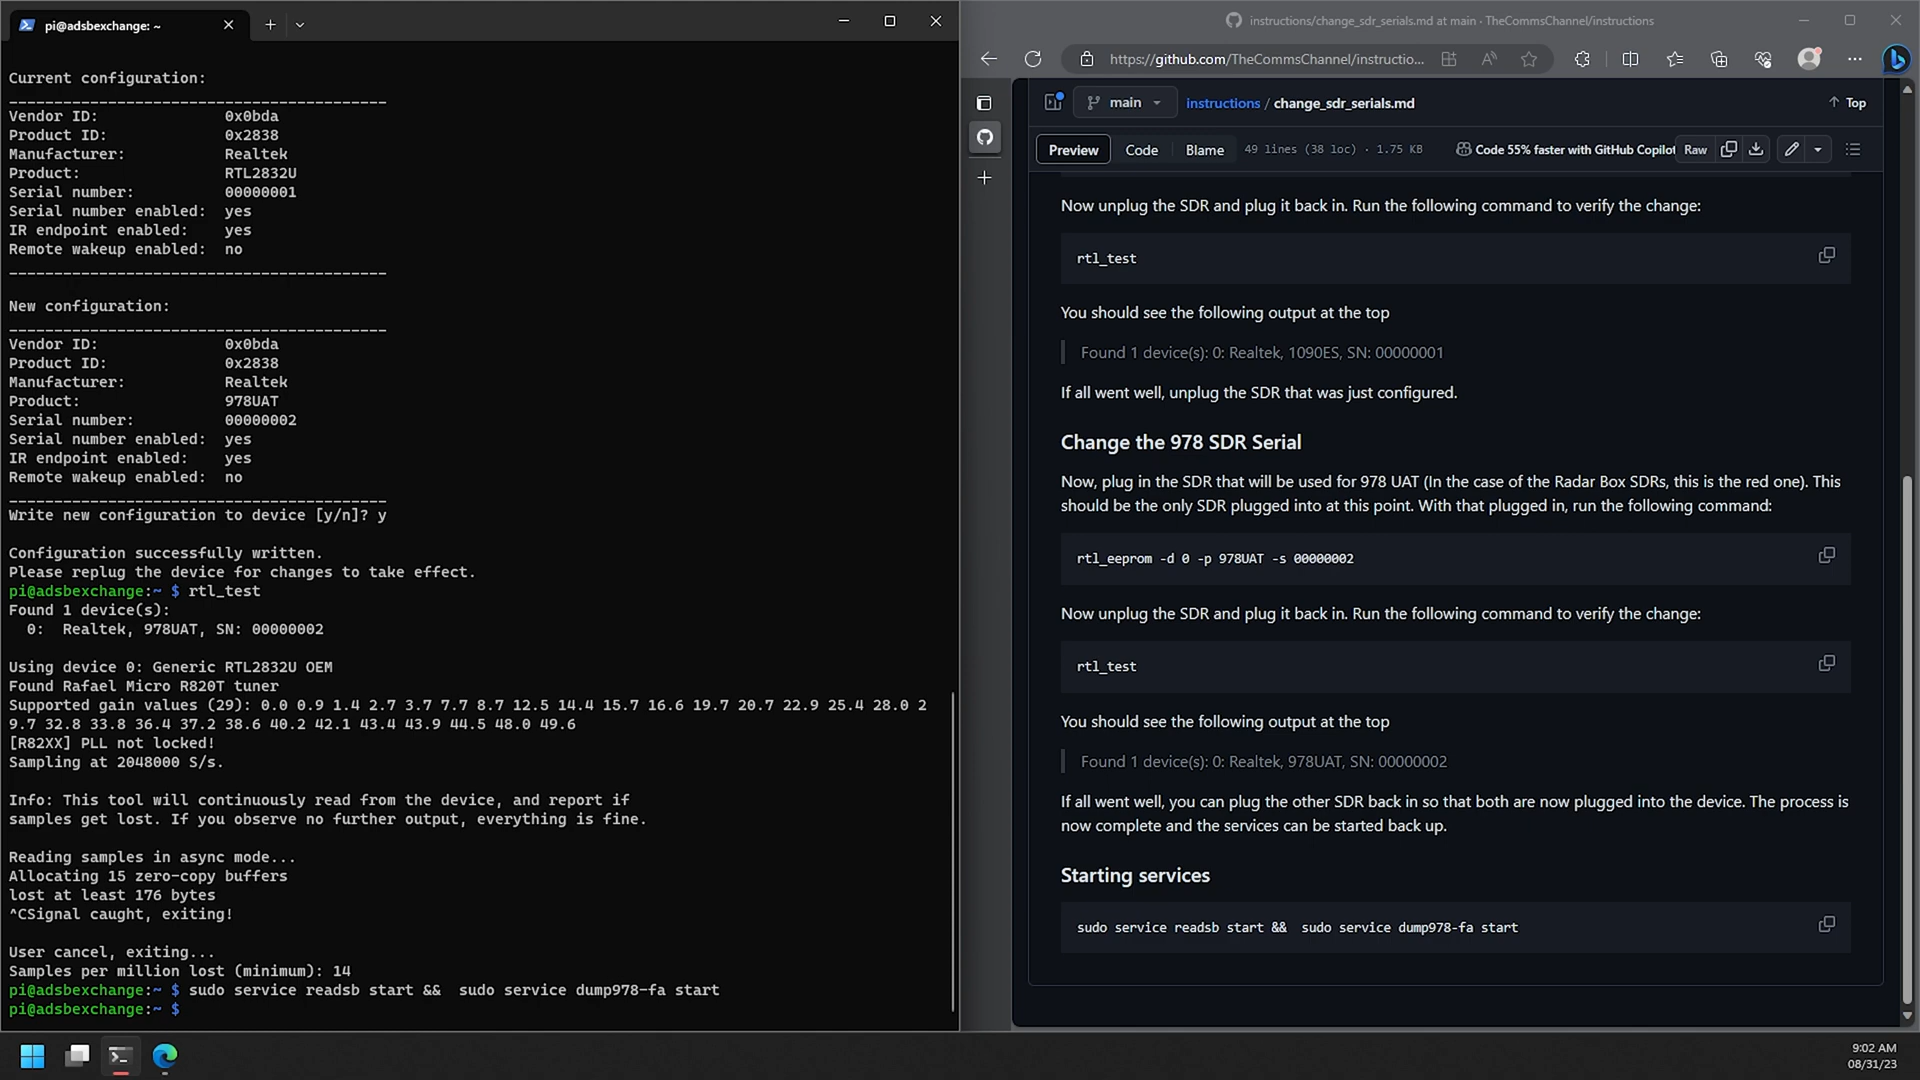 pi@adsbexchange: ~
Current configuration:
__________________________________________
Vendor ID: 0x0bda
Product ID: 0x2838
Manufacturer: Realtek
Product: RTL2832U
Serial number: 00000001
Serial number enabled: yes
IR endpoint enabled: yes
Remote wakeup enabled: no
__________________________________________
New configuration:
__________________________________________
Vendor ID: 0x0bda
Product ID: 0x2838
Manufacturer: Realtek
Product: 978UAT
Serial number: 00000002
Serial number enabled: yes
IR endpoint enabled: yes
Remote wakeup enabled: no
__________________________________________
Write new configuration to device [y/n]? y
Configuration successfully written.
Please replug the device for changes to take effect.
pi@adsbexchange:~ $ rtl_test
Found 1 device(s):
0: Realtek, 978UAT, SN: 00000002
Using device 0: Generic RTL2832U OEM
Found Rafael Micro R820T tuner
Supported gain values (29): 0.0 0.9 1.4 2.7 3.7 7.7 8.7 12.5 14.4 15.7 16.6 19.7 20.7 22.9 25.4 28.0 2
9.7 32.8 33.8 36.4 37.2 38.6 40.2 42.1 43.4 43.9 44.5 48.0 49.6
[R82XX] PLL not locked!
Sampling at 2048000 S/s.
Info: This tool will continuously read from the device, and report if
samples get lost. If you observe no further output, everything is fine.
Reading samples in async mode...
Allocating 15 zero-copy buffers
lost at least 176 bytes
^CSignal caught, exiting!
User cancel, exiting...
Samples per million lost (minimum): 14
pi@adsbexchange:~ $ sudo service readsb start &&  sudo service dump978-fa start
pi@adsbexchange:~ $
instructions/change_sdr_serials.md at main · TheCommsChannel/instructions
https://github.com/TheCommsChannel/instructio...
main instructions / change_sdr_serials.md Top
Preview Code Blame 49 lines (38 loc) · 1.75 KB Code 55% faster with GitHub Copilot Raw
Now unplug the SDR and plug it back in. Run the following command to verify the change:
rtl_test
You should see the following output at the top
Found 1 device(s): 0: Realtek, 1090ES, SN: 00000001
If all went well, unplug the SDR that was just configured.
Change the 978 SDR Serial
Now, plug in the SDR that will be used for 978 UAT (In the case of the Radar Box SDRs, this is the red one). This
should be the only SDR plugged into at this point. With that plugged in, run the following command:
rtl_eeprom -d 0 -p 978UAT -s 00000002
Now unplug the SDR and plug it back in. Run the following command to verify the change:
rtl_test
You should see the following output at the top
Found 1 device(s): 0: Realtek, 978UAT, SN: 00000002
If all went well, you can plug the other SDR back in so that both are now plugged into the device. The process is
now complete and the services can be started back up.
Starting services
sudo service readsb start &&  sudo service dump978-fa start
9:02 AM
08/31/23